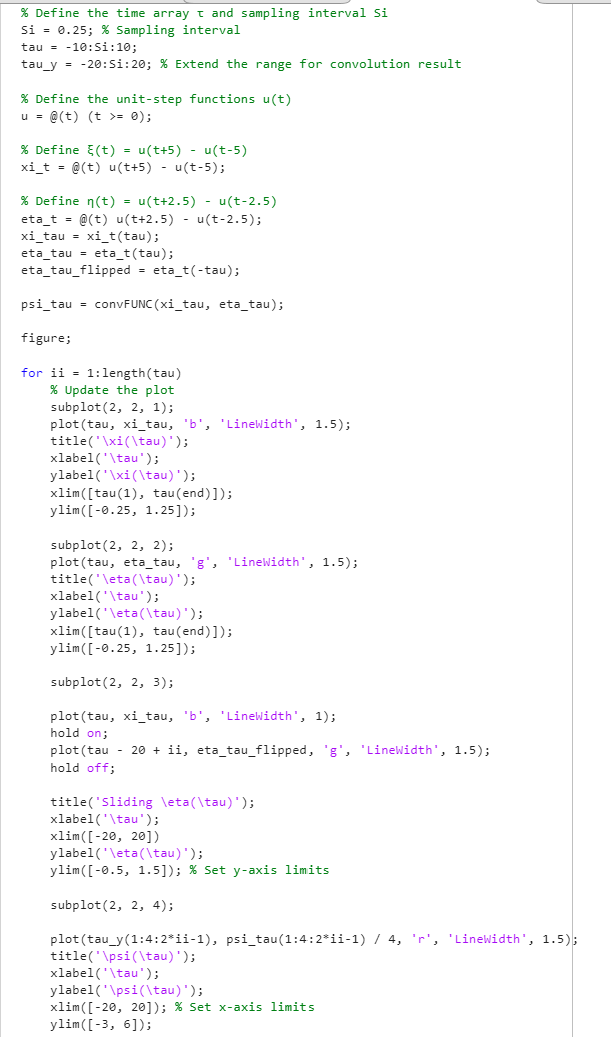 % Define the time array τ and sampling interval Si
Si = 0.25; % Sampling interval
tau = -10:Si:10;
tau_y = -20:Si:20; % Extend the range for convolution result

% Define the unit-step functions u(t)
u = @(t) (t >= 0);

% Define ξ(t) = u(t+5) - u(t-5)
xi_t = @(t) u(t+5) - u(t-5);

% Define η(t) = u(t+2.5) - u(t-2.5)
eta_t = @(t) u(t+2.5) - u(t-2.5);
xi_tau = xi_t(tau);
eta_tau = eta_t(tau);
eta_tau_flipped = eta_t(-tau);

psi_tau = convFUNC(xi_tau, eta_tau);

figure;

for ii = 1:length(tau)
    % Update the plot
    subplot(2, 2, 1);
    plot(tau, xi_tau, 'b', 'LineWidth', 1.5);
    title('\xi(\tau)');
    xlabel('\tau');
    ylabel('\xi(\tau)');
    xlim([tau(1), tau(end)]);
    ylim([-0.25, 1.25]);

    subplot(2, 2, 2);
    plot(tau, eta_tau, 'g', 'LineWidth', 1.5);
    title('\eta(\tau)');
    xlabel('\tau');
    ylabel('\eta(\tau)');
    xlim([tau(1), tau(end)]);
    ylim([-0.25, 1.25]);

    subplot(2, 2, 3);

    plot(tau, xi_tau, 'b', 'LineWidth', 1);
    hold on;
    plot(tau - 20 + ii, eta_tau_flipped, 'g', 'LineWidth', 1.5);
    hold off;

    title('Sliding \eta(\tau)');
    xlabel('\tau');
    xlim([-20, 20])
    ylabel('\eta(\tau)');
    ylim([-0.5, 1.5]); % Set y-axis limits

    subplot(2, 2, 4);

    plot(tau_y(1:4:2*ii-1), psi_tau(1:4:2*ii-1) / 4, 'r', 'LineWidth', 1.5);
    title('\psi(\tau)');
    xlabel('\tau');
    ylabel('\psi(\tau)');
    xlim([-20, 20]); % Set x-axis limits
    ylim([-3, 6]);